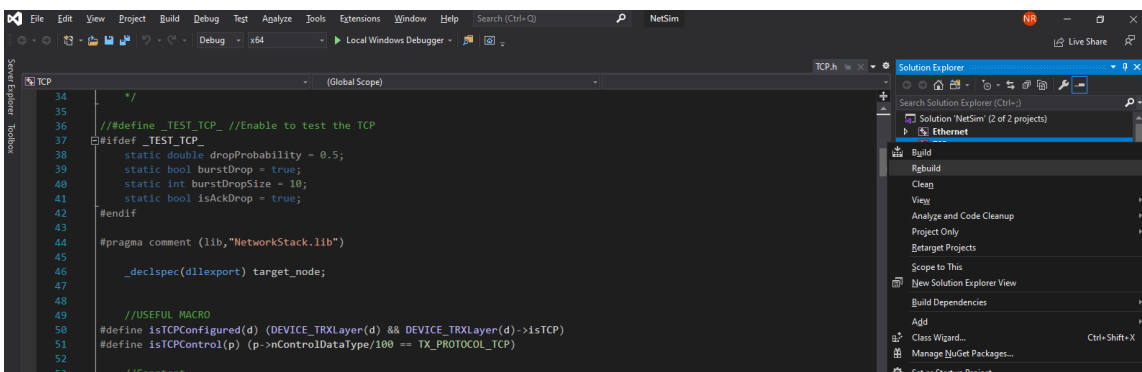 File Edit View Project Build Debug Test Analyze Tools Extensions Window Help Search (Ctrl+Q) NetSim NR
Debug x64 Local Windows Debugger Live Share
Server Explorer
Toolbox
TCP.h
TCP (Global Scope)
34 */
35
36 //#define _TEST_TCP_ //Enable to test the TCP
37 #ifdef _TEST_TCP_
38 static double dropProbability = 0.5;
39 static bool burstDrop = true;
40 static int burstDropSize = 10;
41 static bool isAckDrop = true;
42 #endif
43
44 #pragma comment (lib,"NetworkStack.lib")
45
46 _declspec(dllexport) target_node;
47
48
49 //USEFUL MACRO
50 #define isTCPConfigured(d) (DEVICE_TRXLayer(d) && DEVICE_TRXLayer(d)->isTCP)
51 #define isTCPControl(p) (p->nControlDataType/100 == TX_PROTOCOL_TCP)
52
Solution Explorer
Search Solution Explorer (Ctrl+;)
Solution 'NetSim' (2 of 2 projects)
Ethernet
Build
Rebuild
Clean
View
Analyze and Code Cleanup
Project Only
Retarget Projects
Scope to This
New Solution Explorer View
Build Dependencies
Add
Class Wizard... Ctrl+Shift+X
Manage NuGet Packages...